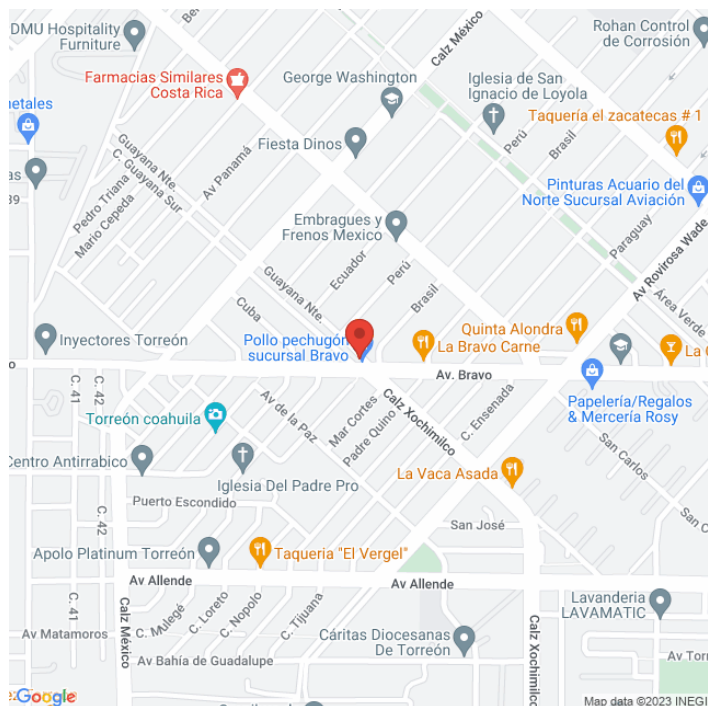 DMU Hospitality
Furniture
Rohan Control
de Corrosión
Farmacias Similares
Costa Rica
George Washington
Calz México
Iglesia de San
Ignacio de Loyola
Taquería el zacatecas # 1
Perú
Brasil
Fiesta Dinos
Guayana Nte.
C. Guayana Sur
Av Panamá
Pedro Triana
Mario Cepeda
Pinturas Acuario del
Norte Sucursal Aviación
Embragues y
Frenos Mexico
Paraguay
Av Rovirosa Wade
Ecuador
Perú
Brasil
Guayana Nte.
Área Verde
Cuba
Inyectores Torreón
Pollo pechugón
sucursal Bravo
La Bravo Carne
Quinta Alondra
Av. Bravo
C. 41
C. 42
Papelería/Regalos
& Mercería Rosy
Torreón coahuila
Av de la Paz
Mar Cortes
Padre Quino
Calz Xochimilco
C. Ensenada
San Carlos
Centro Antirrabico
Iglesia Del Padre Pro
La Vaca Asada
Puerto Escondido
C. 42
San José
Apolo Platinum Torreón
Taqueria "El Vergel"
Av Allende
Av Allende
C. 41
Calz México
C. Mulegé
C. Loreto
C. Nopolo
C. Tijuana
Lavanderia
LAVAMATIC
Av Matamoros
Cáritas Diocesanas
De Torreón
Calz Xochimilco
Av Bahía de Guadalupe
Google
Map data ©2023 INEGI